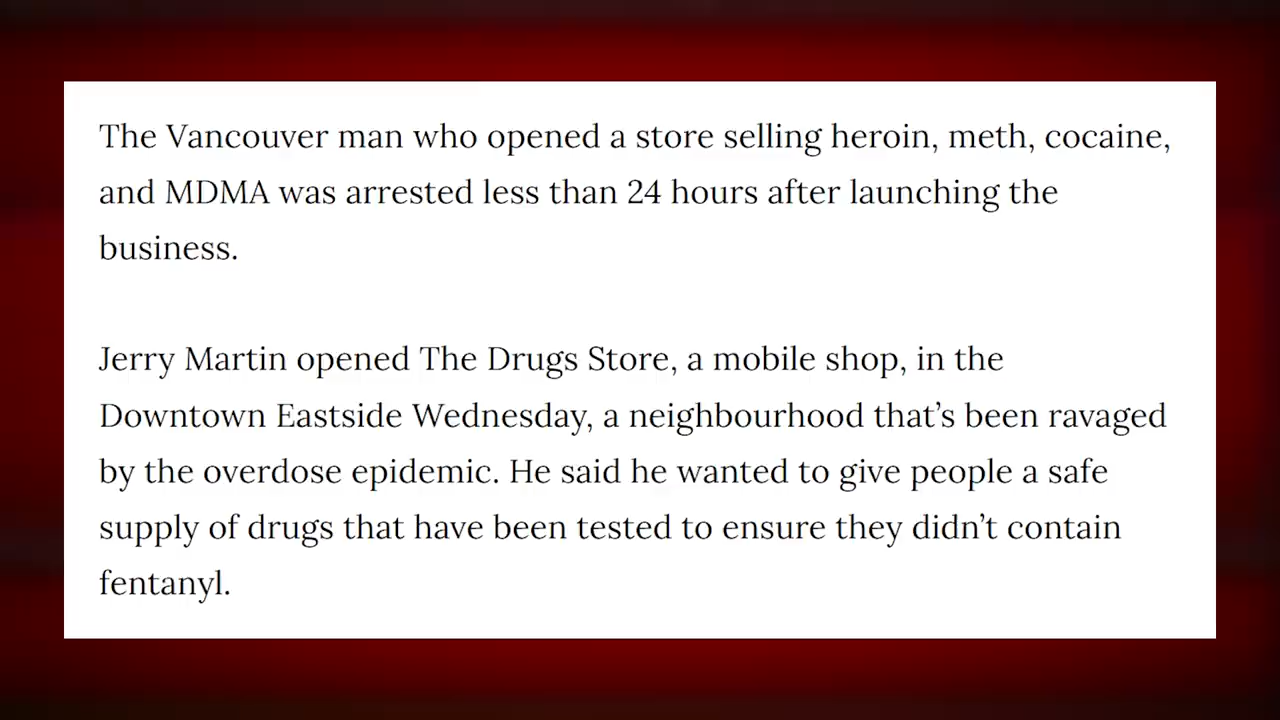 The Vancouver man who opened a store selling heroin, meth, cocaine,
and MDMA was arrested less than 24 hours after launching the
business.
Jerry Martin opened The Drugs Store, a mobile shop, in the
Downtown Eastside Wednesday, a neighbourhood that’s been ravaged
by the overdose epidemic. He said he wanted to give people a safe
supply of drugs that have been tested to ensure they didn’t contain
fentanyl.